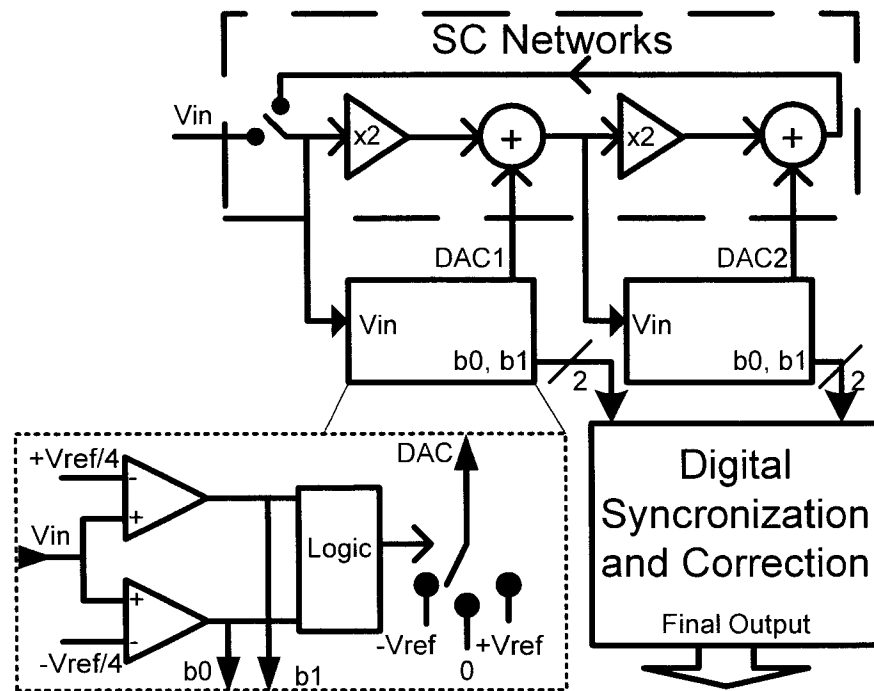 SC Networks
Vin
x2
+
x2
+
DAC1
DAC2
Vin
b0, b1
2
Vin
b0, b1
2
+Vref/4
-
+
Vin
+
-
-Vref/4
b0
b1
Logic
DAC
-Vref
0
+Vref
Digital
Syncronization
and Correction
Final Output